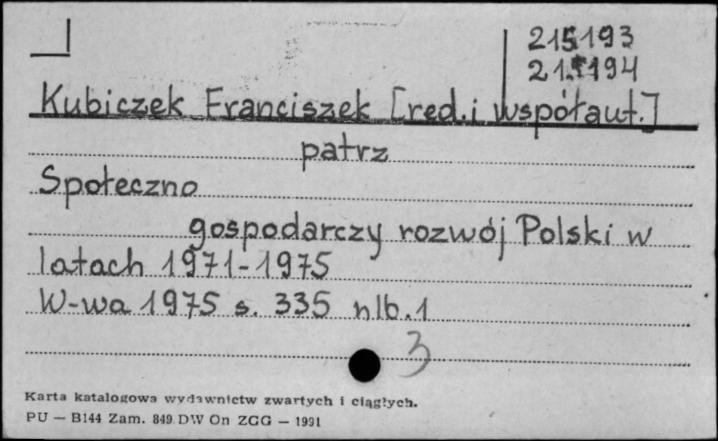 215193
215194
Kubiczek Franciszek [red. i współaut.]
patrz
Społeczno
gospodarczy rozwój Polski w
latach 1971-1975
W-wa 1975 s. 335 nlb. 1
3
Karta katalogowa wydawnictw zwartych i ciągłych.
PU — B144 Zam. 849 DW On ZGG — 1991